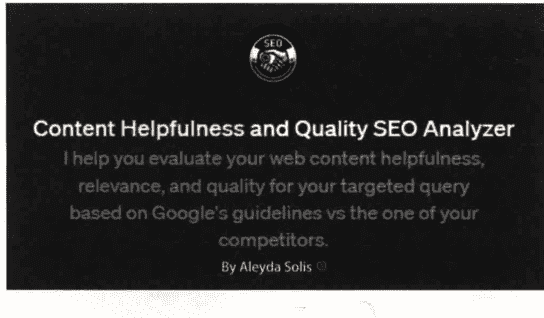 SEO
Content Helpfulness and Quality SEO Analyzer
I help you evaluate your web content helpfulness,
relevance, and quality for your targeted query
based on Google's guidelines vs the one of your
competitors.
By Aleyda Solis